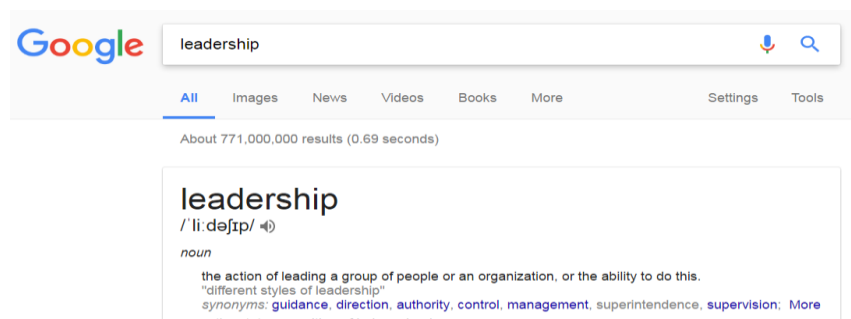 Google leadership
All Images News Videos Books More Settings Tools
About 771,000,000 results (0.69 seconds)
leadership
/ˈliːdəʃɪp/
noun
the action of leading a group of people or an organization, or the ability to do this.
"different styles of leadership"
synonyms: guidance, direction, authority, control, management, superintendence, supervision; More